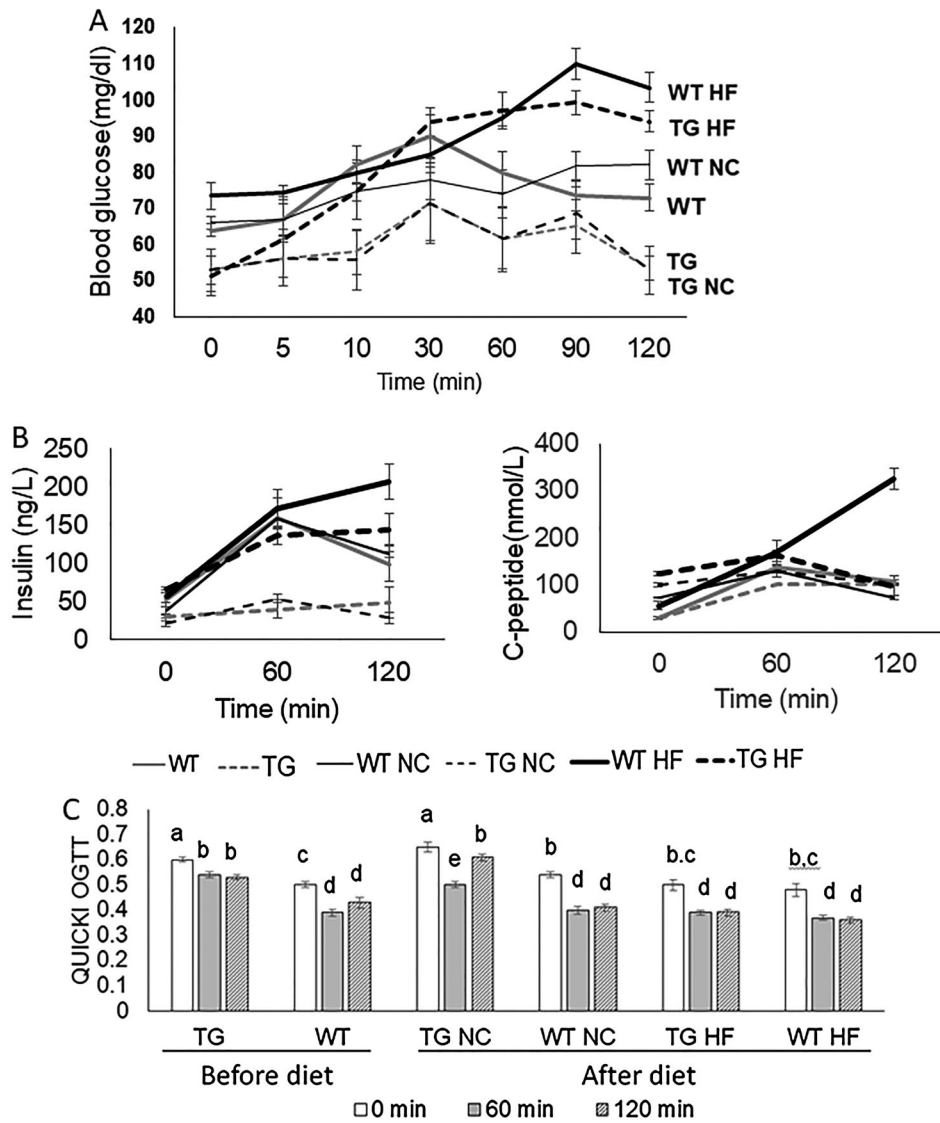 A
Blood glucose(mg/dl)
120
110
100
90
80
70
60
50
40
WT HF
TG HF
WT NC
WT
TG
TG NC
0 5 10 30 60 90 120
Time (min)
B
Insulin (ng/L)
250
200
150
100
50
0
0 60 120
Time (min)
C-peptide(nmol/L)
400
300
200
100
0
0 60 120
Time (min)
WT TG WT NC TG NC WT HF TG HF
C
QUICKI OGTT
0.8
0.7
0.6
0.5
0.4
0.3
0.2
0.1
0
a b b c d d a e b b d d b.c d d b,c d d
TG WT TG NC WT NC TG HF WT HF
Before diet After diet
0 min 60 min 120 min